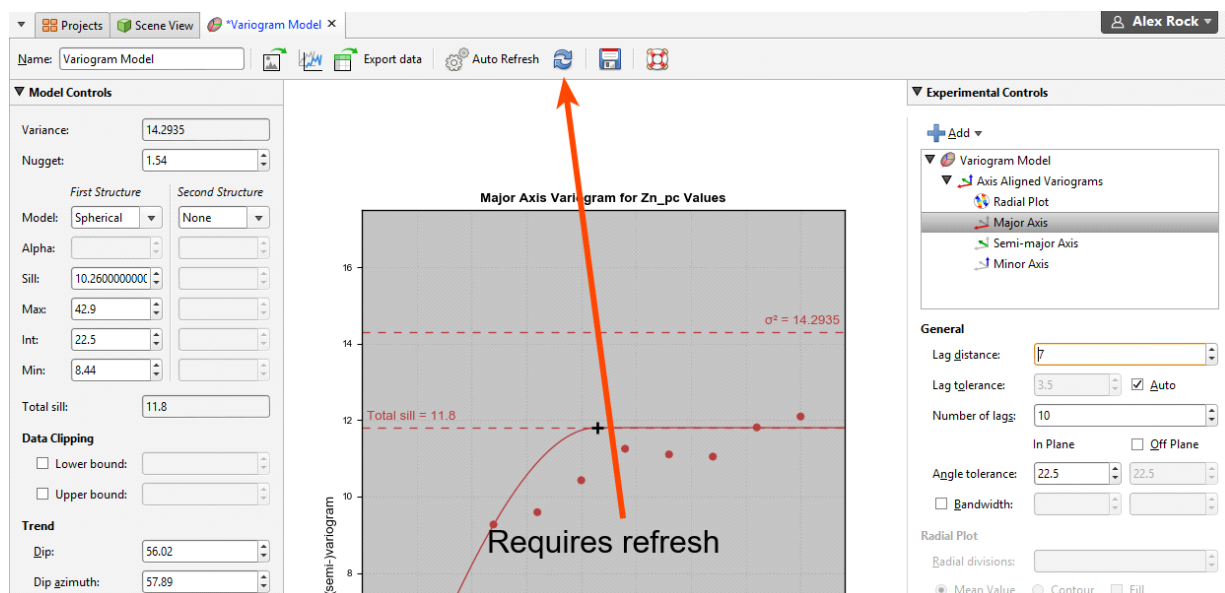 Projects Scene View *Variogram Model Alex Rock
Name: Variogram Model Export data Auto Refresh
Model Controls
Variance: 14.2935
Nugget: 1.54
First Structure Second Structure
Model: Spherical None
Alpha:
Sill: 10.2600000000
Max: 42.9
Int: 22.5
Min: 8.44
Total sill: 11.8
Data Clipping
Lower bound:
Upper bound:
Trend
Dip: 56.02
Dip azimuth: 57.89
Major Axis Variogram for Zn_pc Values
16
σ² = 14.2935
14
Total sill = 11.8
12
10
8
(semi-)variogram
Requires refresh
Experimental Controls
Add
Variogram Model
Axis Aligned Variograms
Radial Plot
Major Axis
Semi-major Axis
Minor Axis
General
Lag distance: 7
Lag tolerance: 3.5 Auto
Number of lags: 10
In Plane Off Plane
Angle tolerance: 22.5 22.5
Bandwidth:
Radial Plot
Radial divisions:
Mean Value Contour Fill